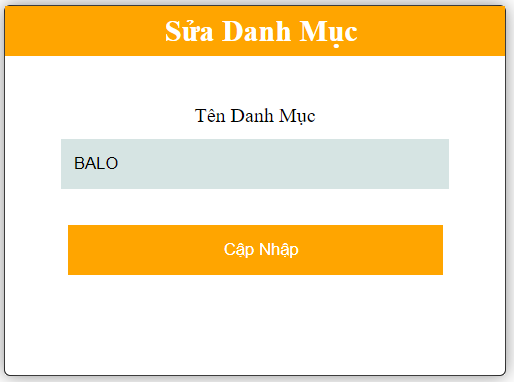 Sửa Danh Mục
Tên Danh Mục
BALO
Cập Nhập